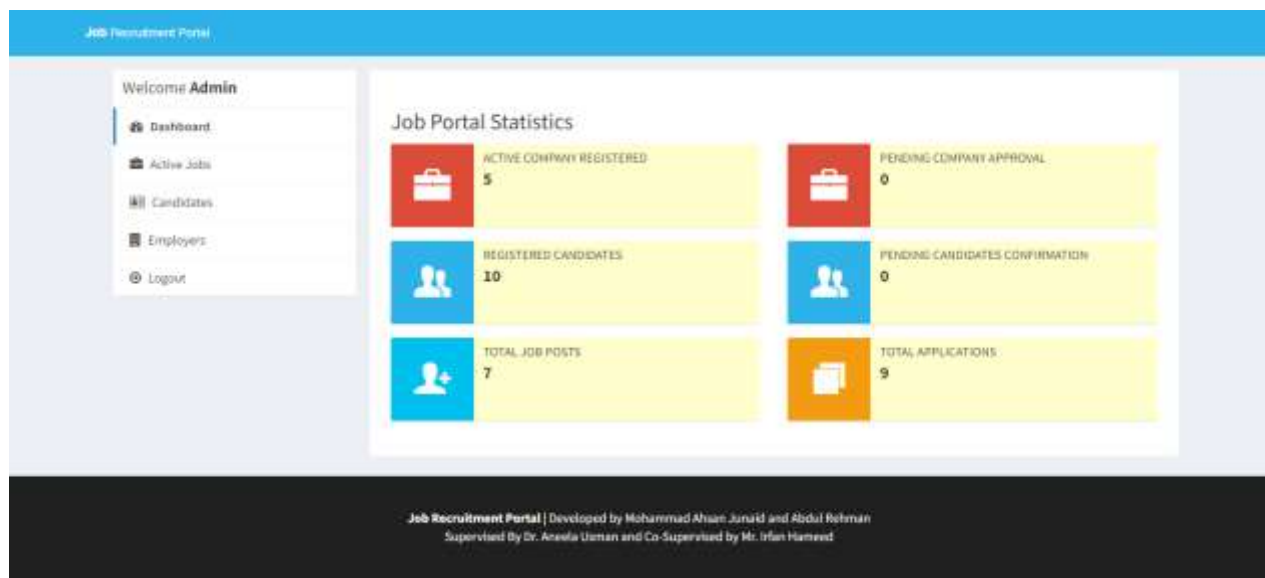 Job Recruitment Portal
Welcome Admin
Dashboard
Active Jobs
Candidates
Employers
Logout
Job Portal Statistics
ACTIVE COMPANY REGISTERED
5
PENDING COMPANY APPROVAL
0
REGISTERED CANDIDATES
10
PENDING CANDIDATES CONFIRMATION
0
TOTAL JOB POSTS
7
TOTAL APPLICATIONS
9
Job Recruitment Portal | Developed by Mohammad Ahsan Junaid and Abdul Rehman
Supervised By Dr. Aneela Usman and Co-Supervised by Mr. Irfan Hameed